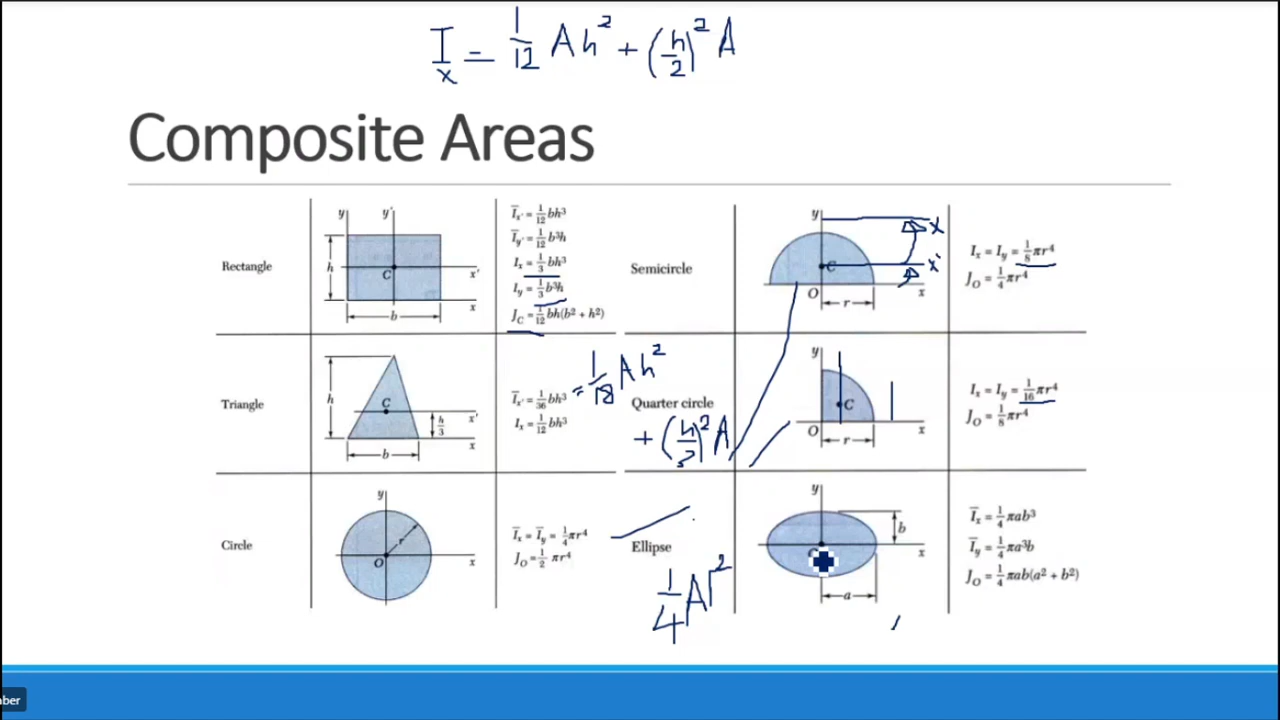 I_x = 1/12 Ah² + (h/2)² A
Composite Areas
Rectangle
y y'
h
C
x'
x
b
Ī_x' = 1/12 bh³
Ī_y' = 1/12 b³h
I_x = 1/3 bh³
I_y = 1/3 b³h
J_C = 1/12 bh(b² + h²)
Semicircle
y
x
C
x'
O
x
r
I_x = I_y = 1/8 πr⁴
J_O = 1/4 πr⁴
Triangle
h
C
x'
h/3
x
b
Ī_x' = 1/36 bh³
= 1/18 Ah²
I_x = 1/12 bh³
+ (h/3)² A
Quarter circle
y
C
O
x
r
I_x = I_y = 1/16 πr⁴
J_O = 1/8 πr⁴
Circle
y
r
O
x
Ī_x = Ī_y = 1/4 πr⁴
J_O = 1/2 πr⁴
1/4 Ar²
Ellipse
y
b
x
a
Ī_x = 1/4 πab³
Ī_y = 1/4 πa³b
J_O = 1/4 πab(a² + b²)
ber